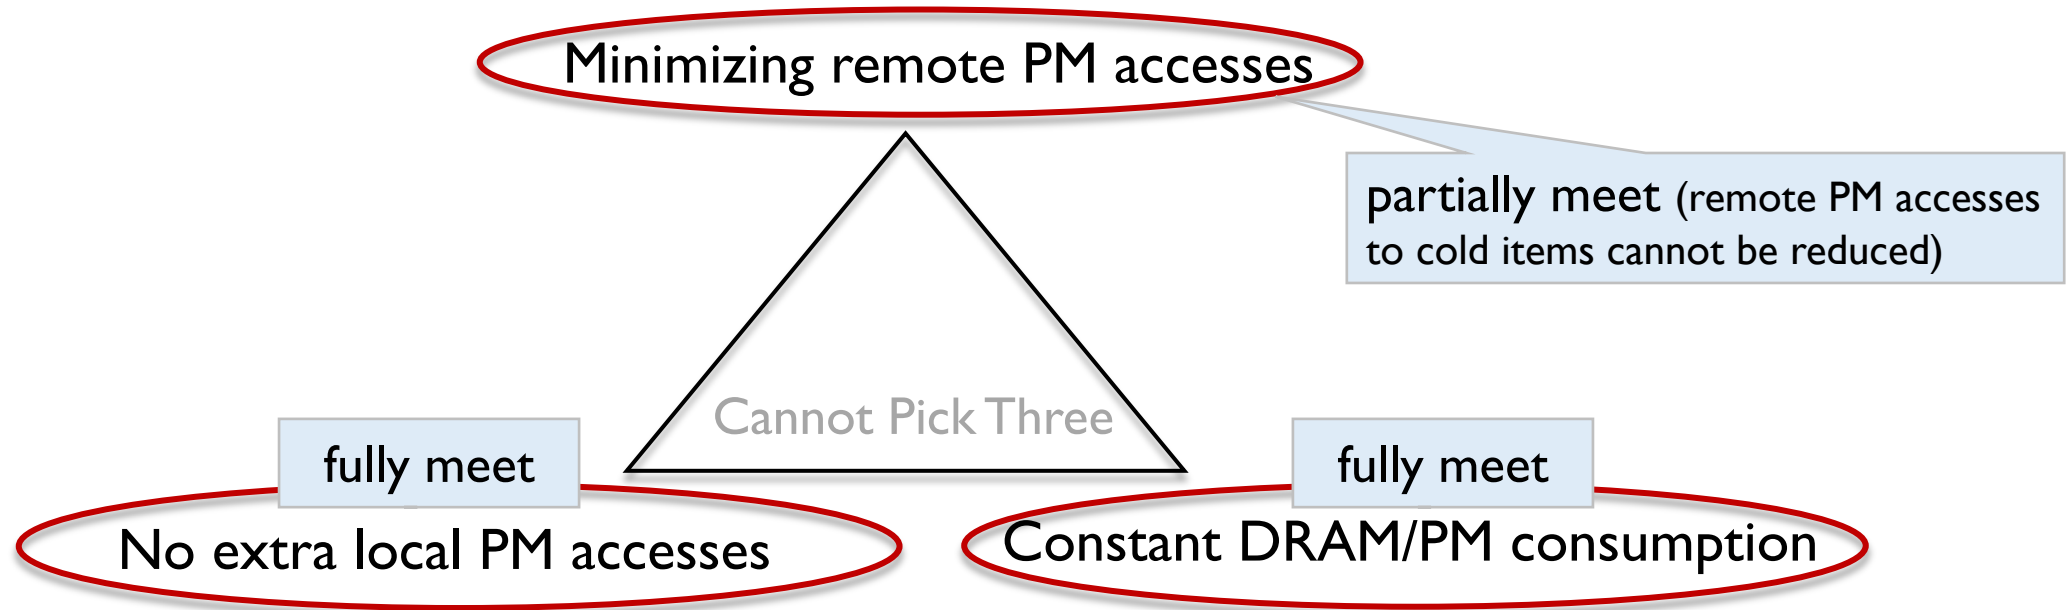 Minimizing remote PM accesses
partially meet (remote PM accesses
to cold items cannot be reduced)
Cannot Pick Three
fully meet
fully meet
No extra local PM accesses
Constant DRAM/PM consumption